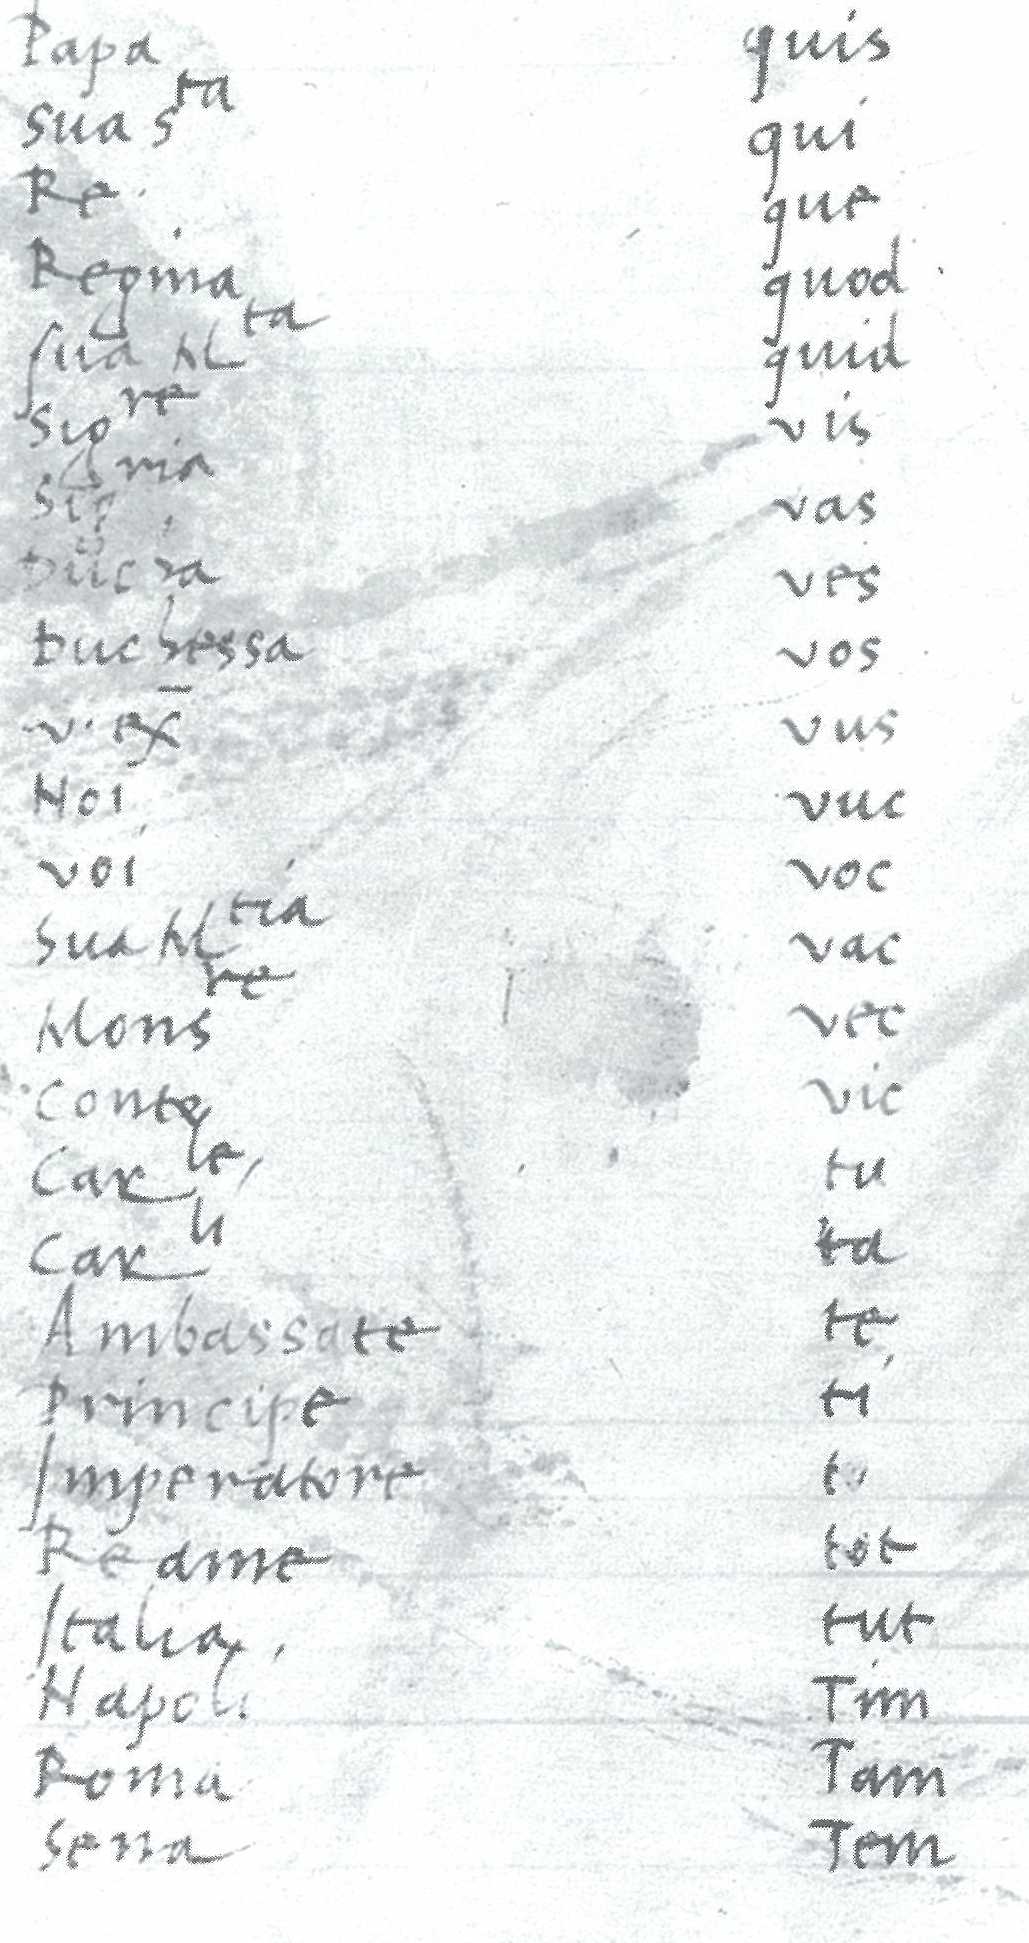 Papa quis
Sua S^ta qui
Re. que
Regina quod
sua M^ta quid
Sig^re vis
Sig^ria vas
Ducha ves
Duchessa vos
v. ex̄ vus
Noi vuc
voi voc
Sua M^tia vac
Mons^re vec
Conte vic
Car^le, tu
Car^li ta
Ambassate te
Principe ti
Imperatore to
Reame tot
Italia, tut
Napoli Tim
Roma Tam
Sena Tem